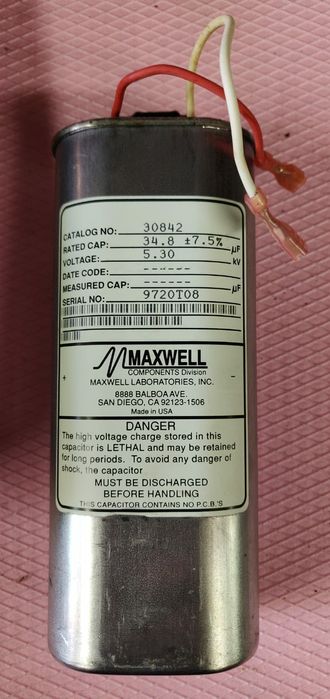 CATALOG NO: 30842
RATED CAP: 34.8 ±7.5% µF
VOLTAGE: 5.30 kV
DATE CODE: ------
MEASURED CAP: ------ µF
SERIAL NO: 9720T08
MAXWELL
COMPONENTS Division
+ MAXWELL LABORATORIES, INC. -
8888 BALBOA AVE.
SAN DIEGO, CA 92123-1506
Made in USA
DANGER
The high voltage charge stored in this
capacitor is LETHAL and may be retained
for long periods. To avoid any danger of
shock, the capacitor
MUST BE DISCHARGED
BEFORE HANDLING
THIS CAPACITOR CONTAINS NO P.C.B.'S